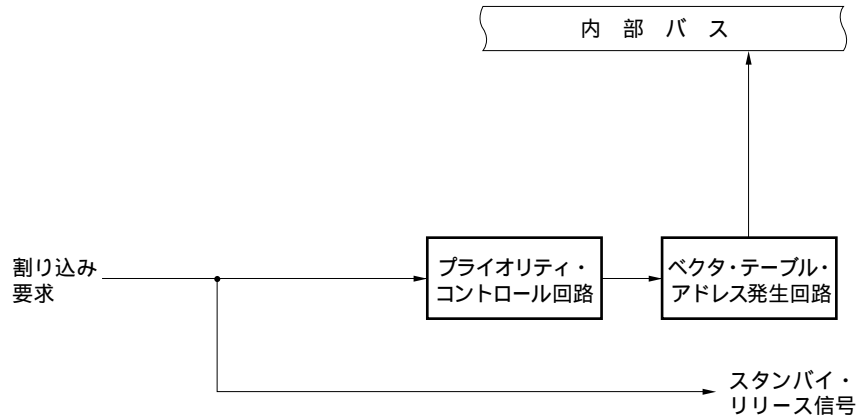 内 部 バ ス
割り込み
要求
プライオリティ・
コントロール回路
ベクタ・テーブル・
アドレス発生回路
スタンバイ・
リリース信号